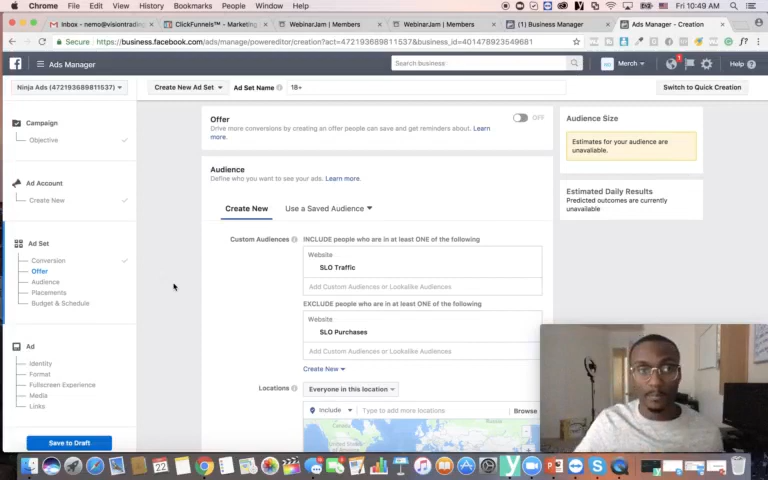 Chrome File Edit View History Bookmarks People Window Help
Fri 10:49 AM
Inbox - nemo@visiontrading
ClickFunnels™ - Marketing
WebinarJam | Members
WebinarJam | Members
(1) Business Manager
Ads Manager - Creation
Secure https://business.facebook.com/ads/manage/powereditor/creation?act=472193689811537&business_id=401478923549681
Ads Manager
Search business
Merch
1
Help
Ninja Ads (472193689811537)
Create New Ad Set
Ad Set Name
18+
Switch to Quick Creation
Campaign
Objective
Ad Account
Create New
Ad Set
Conversion
Offer
Audience
Placements
Budget & Schedule
Ad
Identity
Format
Fullscreen Experience
Media
Links
Save to Draft
Offer
OFF
Drive more conversions by creating an offer people can save and get reminders about. Learn
more.
Audience
Define who you want to see your ads. Learn more.
Create New
Use a Saved Audience
Custom Audiences
INCLUDE people who are in at least ONE of the following
Website
SLO Traffic
Add Custom Audiences or Lookalike Audiences
EXCLUDE people who are in at least ONE of the following
Website
SLO Purchases
Add Custom Audiences or Lookalike Audiences
Create New
Locations
Everyone in this location
Include
Type to add more locations
Browse
Audience Size
Estimates for your audience are
unavailable.
Estimated Daily Results
Predicted outcomes are currently
unavailable